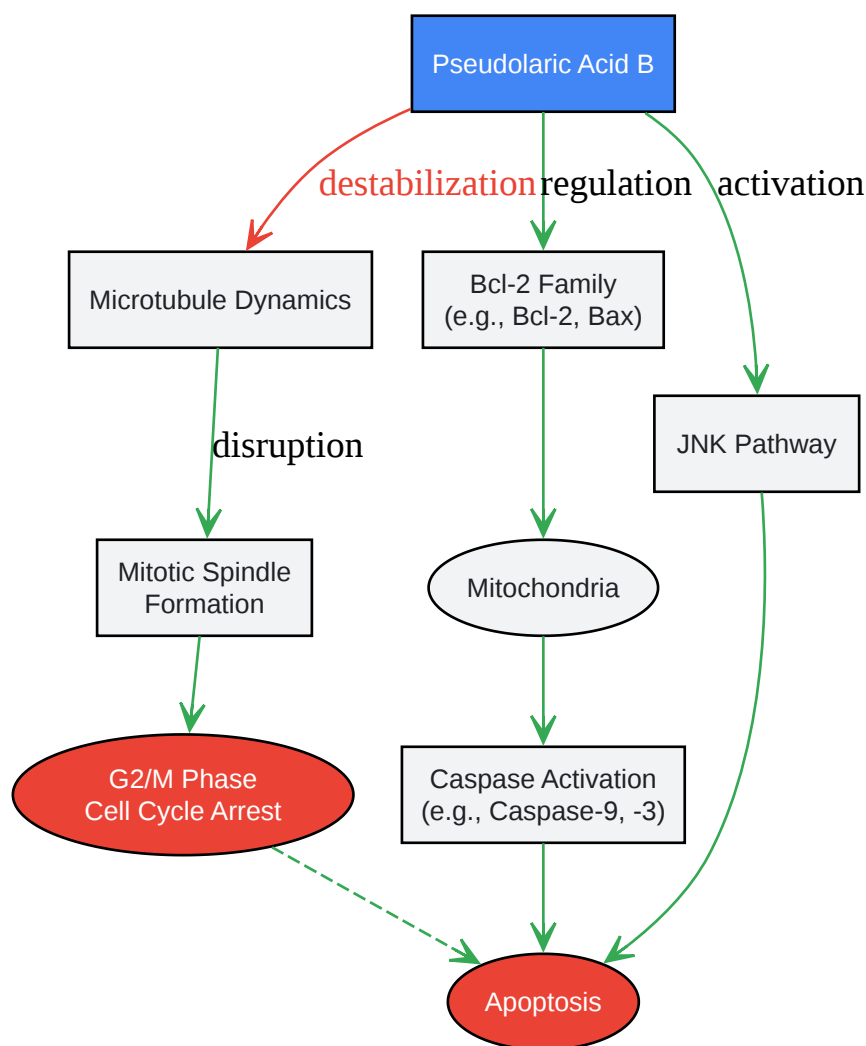 Pseudolaric Acid B
destabilization
regulation
activation
Microtubule Dynamics
Bcl-2 Family
(e.g., Bcl-2, Bax)
JNK Pathway
disruption
Mitotic Spindle
Formation
Mitochondria
G2/M Phase
Cell Cycle Arrest
Caspase Activation
(e.g., Caspase-9, -3)
Apoptosis